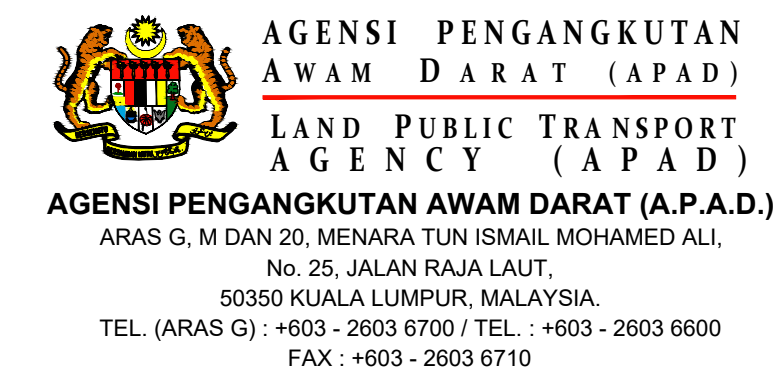 AGENSI PENGANGKUTAN
AWAM DARAT (APAD)
LAND PUBLIC TRANSPORT
AGENCY (APAD)
AGENSI PENGANGKUTAN AWAM DARAT (A.P.A.D.)
ARAS G, M DAN 20, MENARA TUN ISMAIL MOHAMED ALI,
No. 25, JALAN RAJA LAUT,
50350 KUALA LUMPUR, MALAYSIA.
TEL. (ARAS G) : +603 - 2603 6700 / TEL. : +603 - 2603 6600
FAX : +603 - 2603 6710